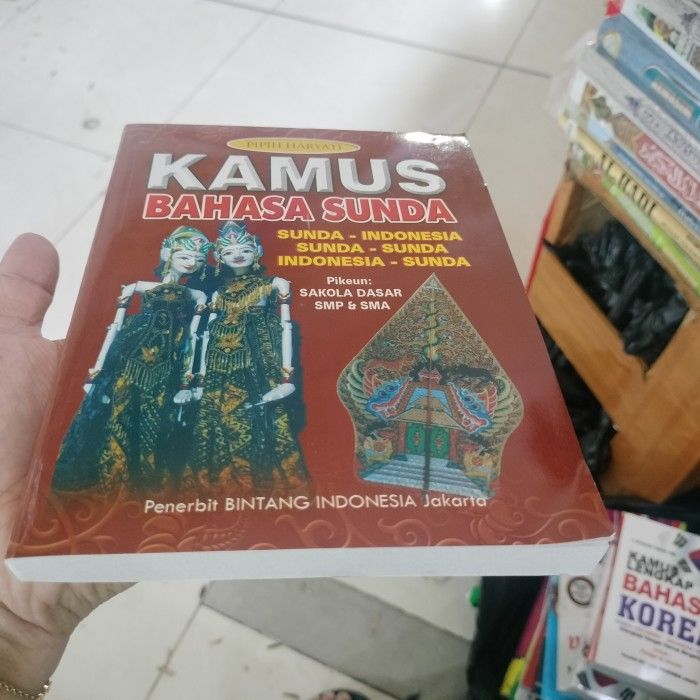 PIPIH HARYATI
KAMUS
BAHASA SUNDA
SUNDA - INDONESIA
SUNDA - SUNDA
INDONESIA - SUNDA
Pikeun:
SAKOLA DASAR
SMP & SMA
Penerbit BINTANG INDONESIA Jakarta
KAMUS
LENGKAP
BAHASA
KOREA